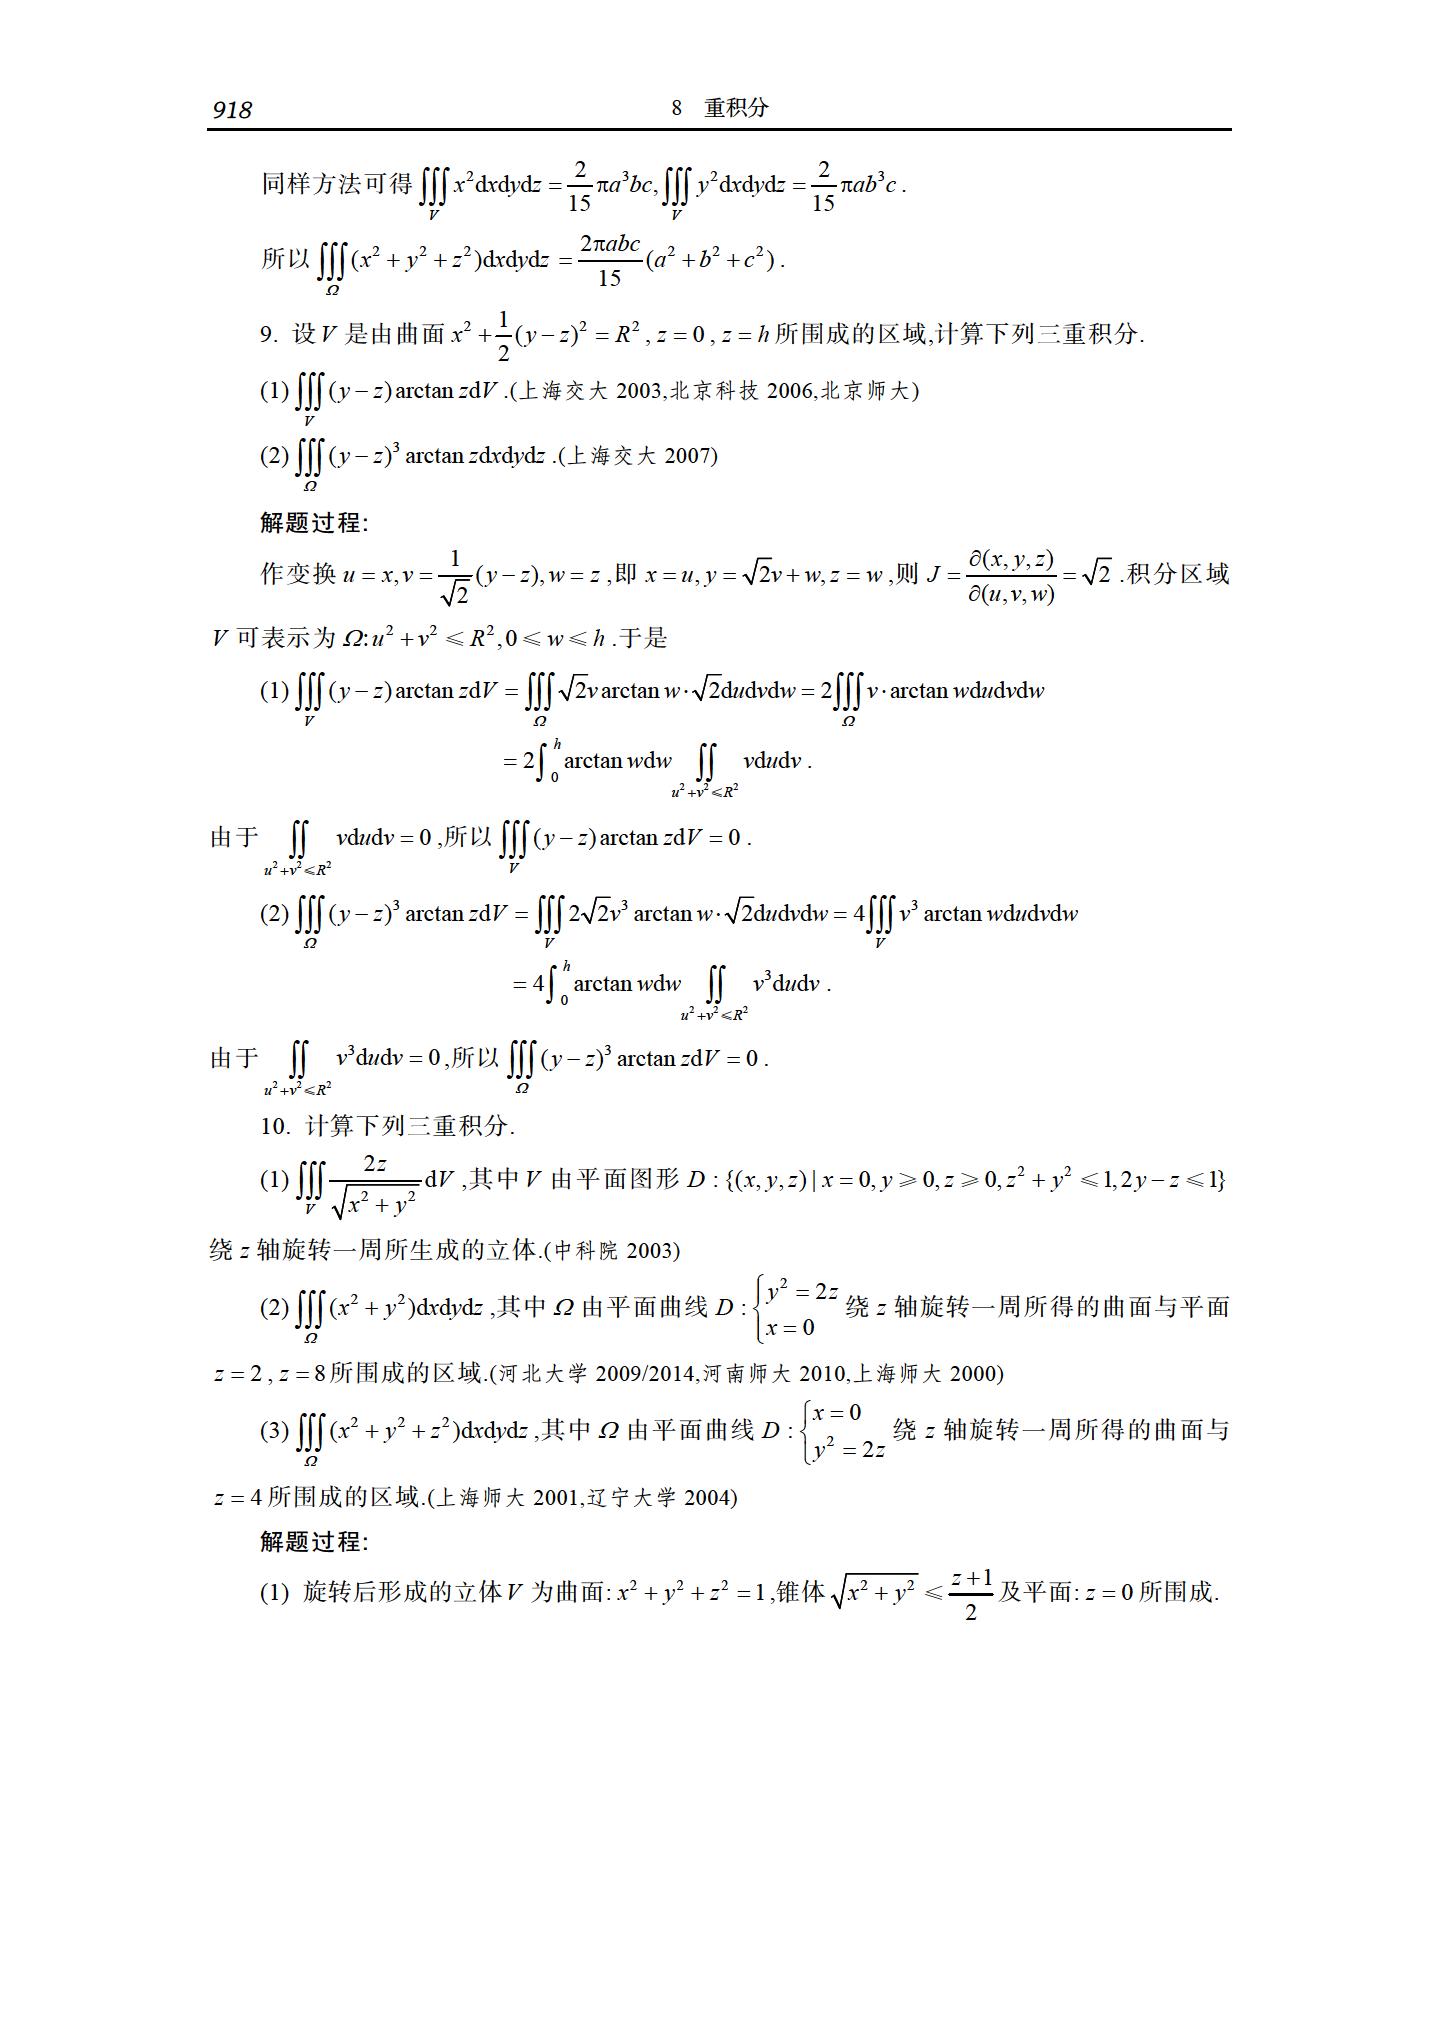 918 8 重积分
同样方法可得 $\iiint\limits_V x^2\mathrm{d}x\mathrm{d}y\mathrm{d}z=\frac{2}{15}\pi a^3bc,\iiint\limits_V y^2\mathrm{d}x\mathrm{d}y\mathrm{d}z=\frac{2}{15}\pi ab^3c$ .
所以 $\iiint\limits_\Omega (x^2+y^2+z^2)\mathrm{d}x\mathrm{d}y\mathrm{d}z=\frac{2\pi abc}{15}(a^2+b^2+c^2)$ .
9. 设 $V$ 是由曲面 $x^2+\frac{1}{2}(y-z)^2=R^2$ , $z=0$ , $z=h$ 所围成的区域,计算下列三重积分.
(1) $\iiint\limits_V (y-z)\arctan z\mathrm{d}V$ .(上海交大 2003,北京科技 2006,北京师大)
(2) $\iiint\limits_\Omega (y-z)^3\arctan z\mathrm{d}x\mathrm{d}y\mathrm{d}z$ .(上海交大 2007)
解题过程:
作变换 $u=x,v=\frac{1}{\sqrt{2}}(y-z),w=z$ ,即 $x=u,y=\sqrt{2}v+w,z=w$ ,则 $J=\frac{\partial(x,y,z)}{\partial(u,v,w)}=\sqrt{2}$ .积分区域
$V$ 可表示为 $\Omega:u^2+v^2\leqslant R^2,0\leqslant w\leqslant h$ .于是
(1) $\iiint\limits_V (y-z)\arctan z\mathrm{d}V=\iiint\limits_\Omega \sqrt{2}v\arctan w\cdot\sqrt{2}\mathrm{d}u\mathrm{d}v\mathrm{d}w=2\iiint\limits_\Omega v\cdot\arctan w\mathrm{d}u\mathrm{d}v\mathrm{d}w$
$=2\int_0^h\arctan w\mathrm{d}w\iint\limits_{u^2+v^2\leqslant R^2}v\mathrm{d}u\mathrm{d}v$ .
由于 $\iint\limits_{u^2+v^2\leqslant R^2}v\mathrm{d}u\mathrm{d}v=0$ ,所以 $\iiint\limits_V (y-z)\arctan z\mathrm{d}V=0$ .
(2) $\iiint\limits_\Omega (y-z)^3\arctan z\mathrm{d}V=\iiint\limits_V 2\sqrt{2}v^3\arctan w\cdot\sqrt{2}\mathrm{d}u\mathrm{d}v\mathrm{d}w=4\iiint\limits_V v^3\arctan w\mathrm{d}u\mathrm{d}v\mathrm{d}w$
$=4\int_0^h\arctan w\mathrm{d}w\iint\limits_{u^2+v^2\leqslant R^2}v^3\mathrm{d}u\mathrm{d}v$ .
由于 $\iint\limits_{u^2+v^2\leqslant R^2}v^3\mathrm{d}u\mathrm{d}v=0$ ,所以 $\iiint\limits_\Omega (y-z)^3\arctan z\mathrm{d}V=0$ .
10. 计算下列三重积分.
(1) $\iiint\limits_V \frac{2z}{\sqrt{x^2+y^2}}\mathrm{d}V$ ,其中 $V$ 由平面图形 $D:\{(x,y,z)|x=0,y\geqslant 0,z\geqslant 0,z^2+y^2\leqslant 1,2y-z\leqslant 1\}$
绕 $z$ 轴旋转一周所生成的立体.(中科院 2003)
(2) $\iiint\limits_\Omega (x^2+y^2)\mathrm{d}x\mathrm{d}y\mathrm{d}z$ ,其中 $\Omega$ 由平面曲线 $D:\begin{cases}y^2=2z\\x=0\end{cases}$ 绕 $z$ 轴旋转一周所得的曲面与平面
$z=2$ , $z=8$ 所围成的区域.(河北大学 2009/2014,河南师大 2010,上海师大 2000)
(3) $\iiint\limits_\Omega (x^2+y^2+z^2)\mathrm{d}x\mathrm{d}y\mathrm{d}z$ ,其中 $\Omega$ 由平面曲线 $D:\begin{cases}x=0\\y^2=2z\end{cases}$ 绕 $z$ 轴旋转一周所得的曲面与
$z=4$ 所围成的区域.(上海师大 2001,辽宁大学 2004)
解题过程:
(1) 旋转后形成的立体 $V$ 为曲面: $x^2+y^2+z^2=1$ ,锥体 $\sqrt{x^2+y^2}\leqslant\frac{z+1}{2}$ 及平面: $z=0$ 所围成.